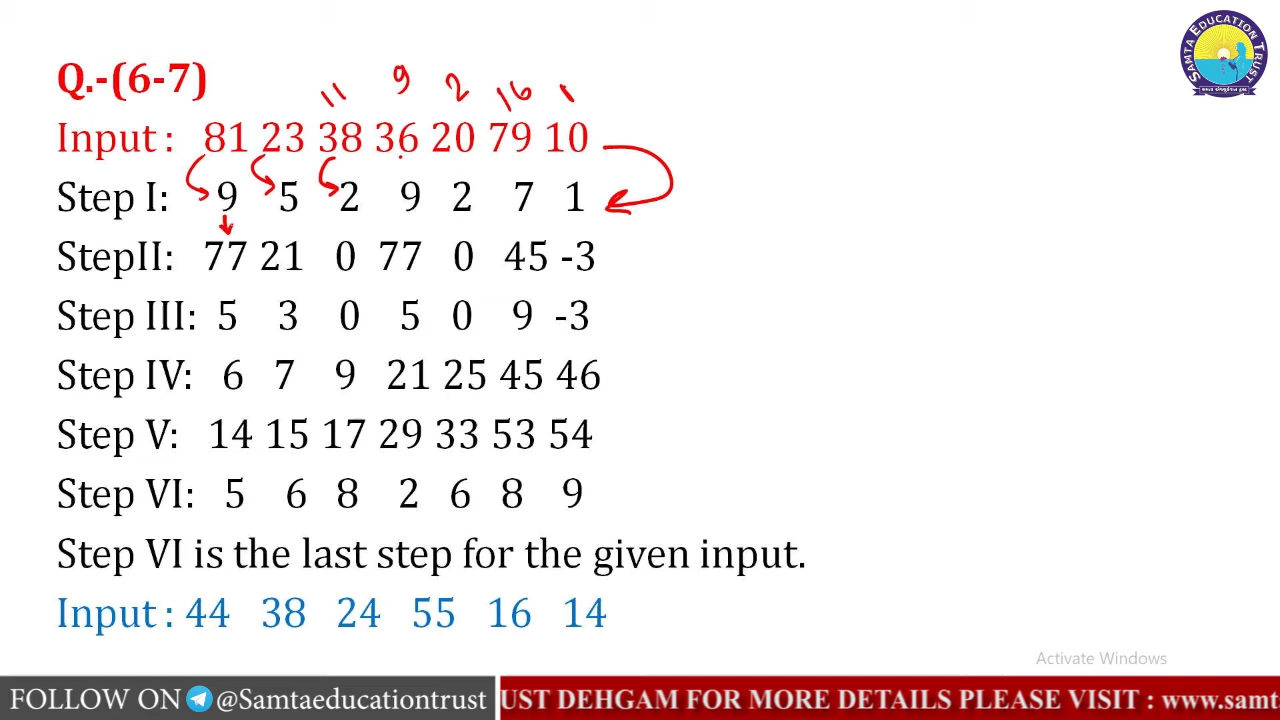 SAMTA EDUCATION TRUST
Q.-(6-7)
11 9 2 16 1
Input : 81 23 38 36 20 79 10
Step I: 9 5 2 9 2 7 1
StepII: 77 21 0 77 0 45 -3
Step III: 5 3 0 5 0 9 -3
Step IV: 6 7 9 21 25 45 46
Step V: 14 15 17 29 33 53 54
Step VI: 5 6 8 2 6 8 9
Step VI is the last step for the given input.
Input : 44 38 24 55 16 14
Activate Windows
FOLLOW ON @Samtaeducationtrust UST DEHGAM FOR MORE DETAILS PLEASE VISIT : www.samt